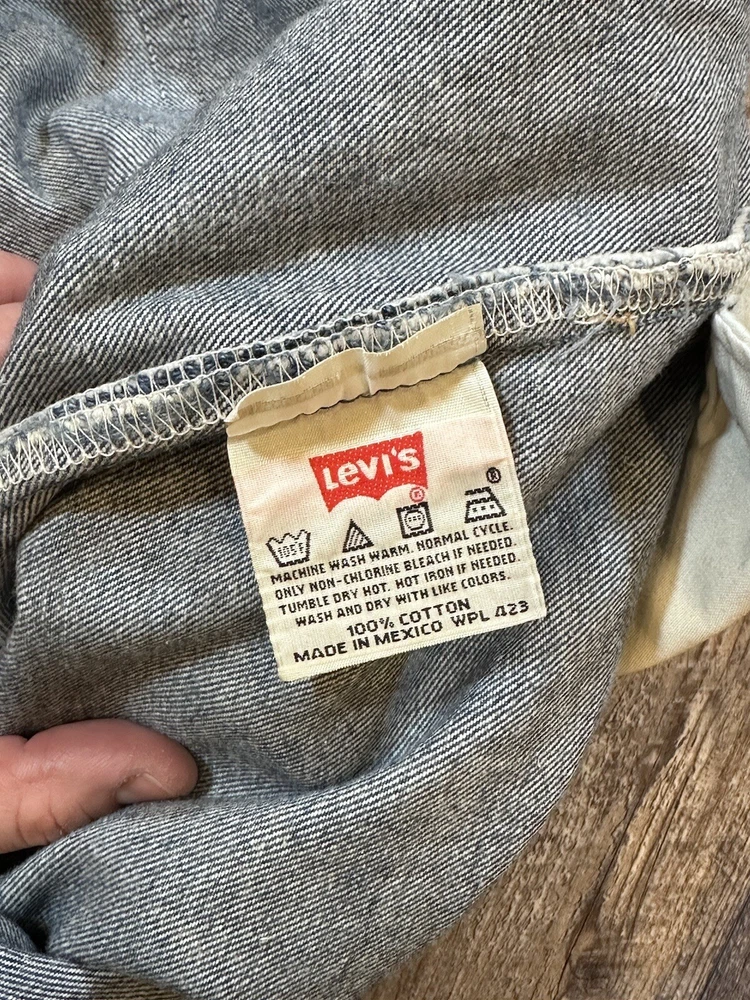 Levi's
®
®
105F
MACHINE WASH WARM. NORMAL CYCLE.
ONLY NON-CHLORINE BLEACH IF NEEDED.
TUMBLE DRY HOT. HOT IRON IF NEEDED.
WASH AND DRY WITH LIKE COLORS.
100% COTTON
MADE IN MEXICO WPL 423